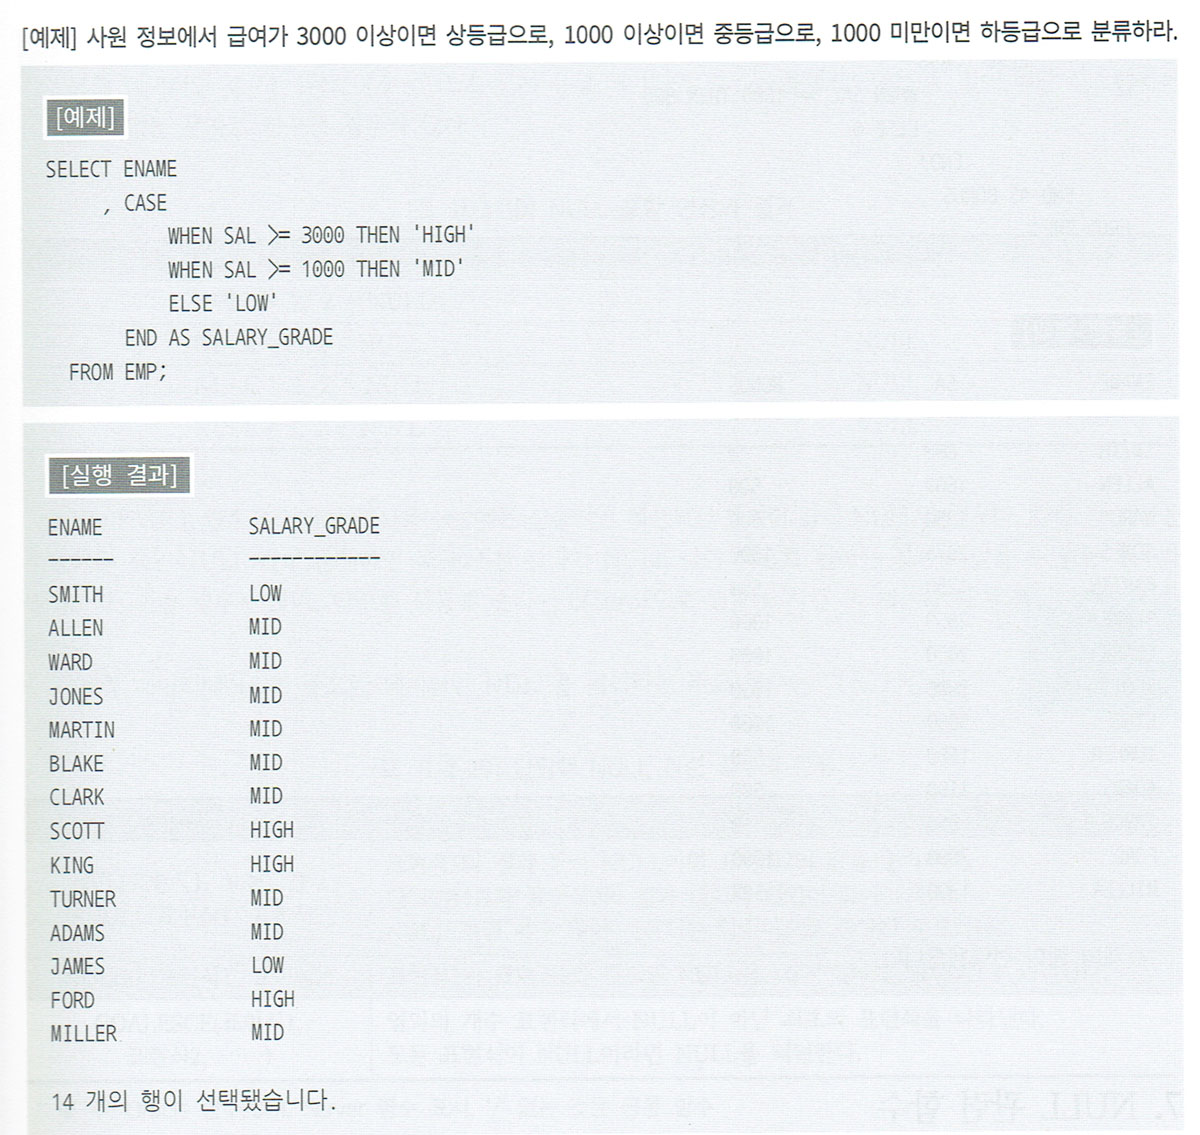 [예제] 사원 정보에서 급여가 3000 이상이면 상등급으로, 1000 이상이면 중등급으로, 1000 미만이면 하등급으로 분류하라.
[예제]
SELECT ENAME
, CASE
WHEN SAL >= 3000 THEN 'HIGH'
WHEN SAL >= 1000 THEN 'MID'
ELSE 'LOW'
END AS SALARY_GRADE
FROM EMP;
[실행 결과]
ENAME SALARY_GRADE
------ ------------
SMITH LOW
ALLEN MID
WARD MID
JONES MID
MARTIN MID
BLAKE MID
CLARK MID
SCOTT HIGH
KING HIGH
TURNER MID
ADAMS MID
JAMES LOW
FORD HIGH
MILLER MID
14 개의 행이 선택됐습니다.